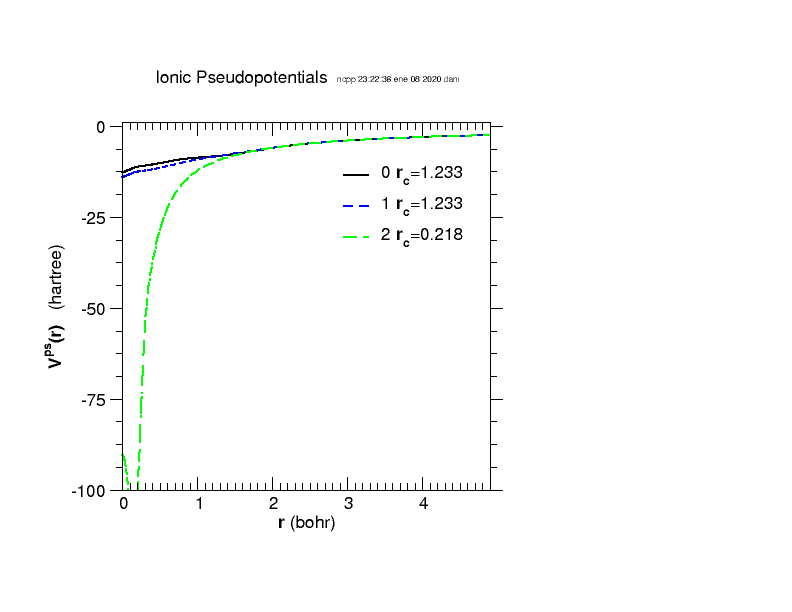 Ionic Pseudopotentials ncpp 23:22:36 ene 08 2020 dani
0
-25
-50
-75
-100
V^ps(r) (hartree)
0 r_c=1.233
1 r_c=1.233
2 r_c=0.218
0 1 2 3 4
r (bohr)